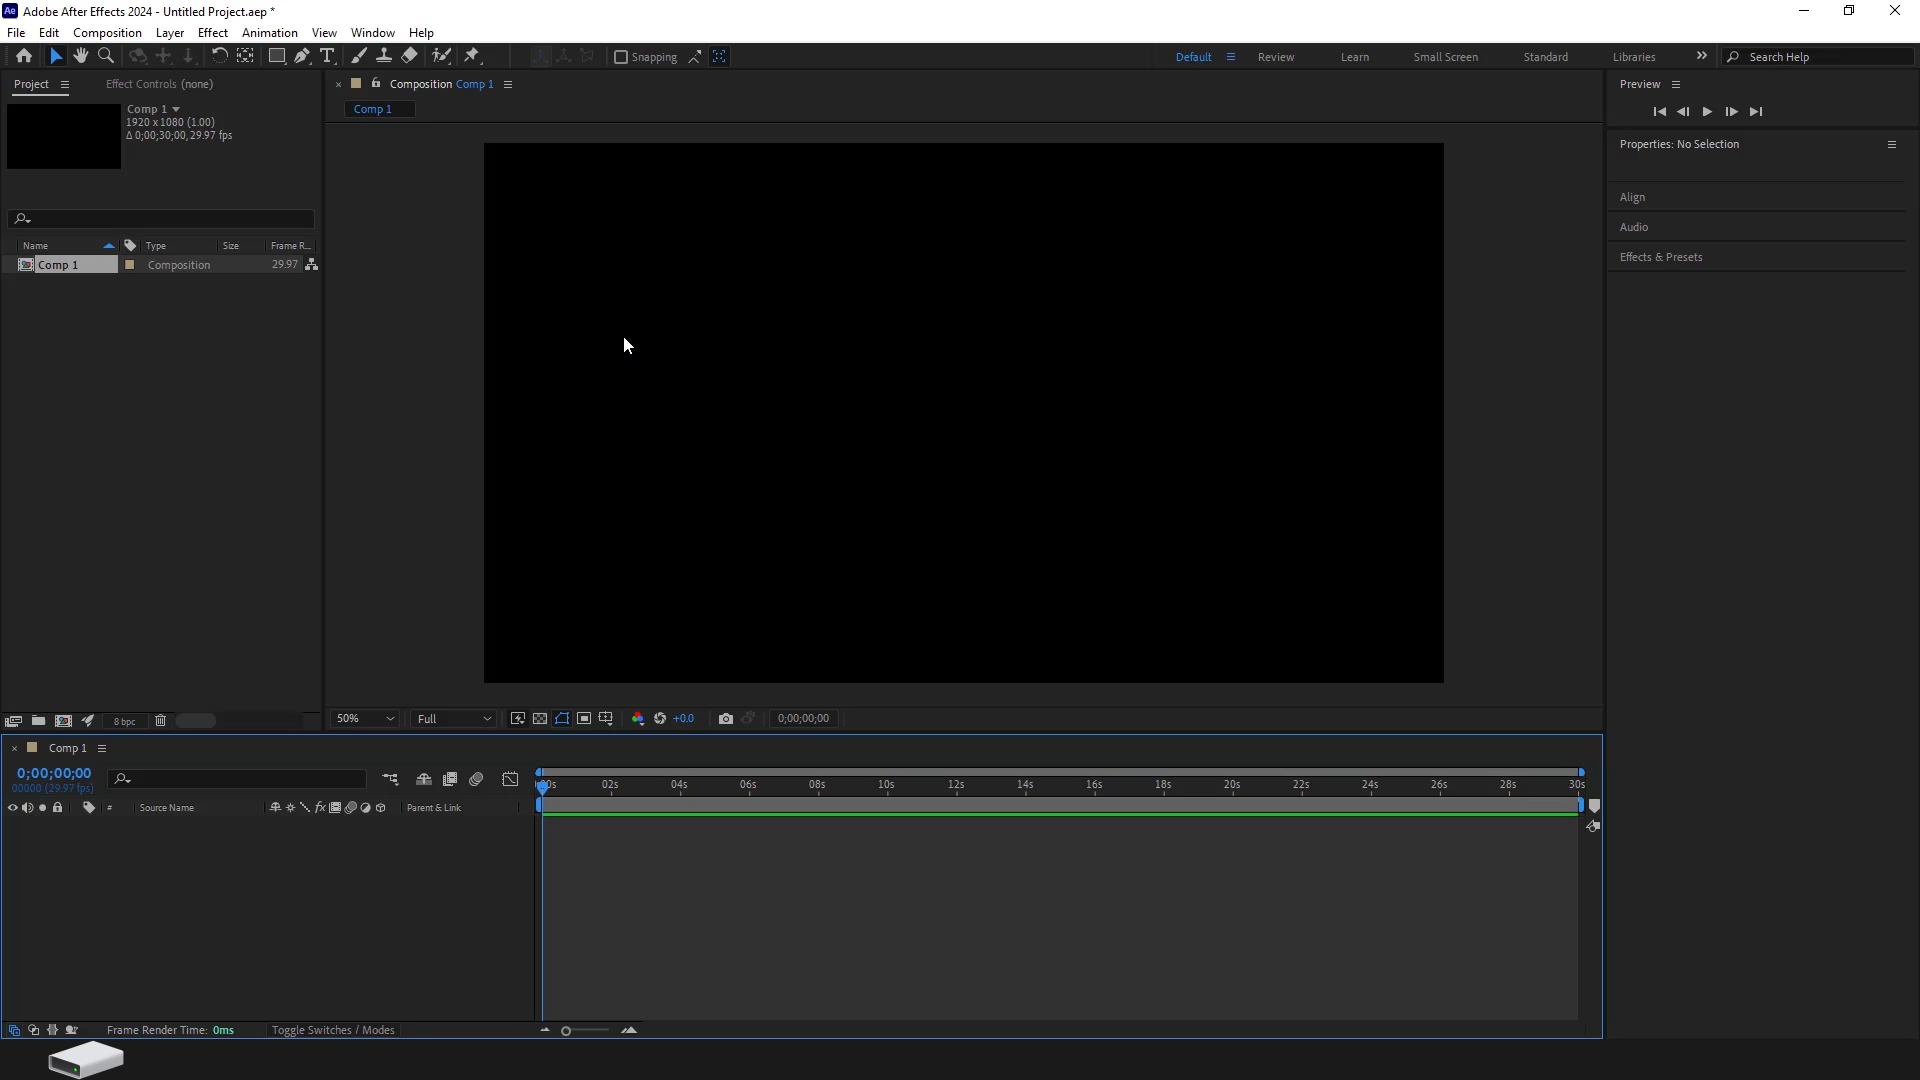 Ae Adobe After Effects 2024 - Untitled Project.aep *
File Edit Composition Layer Effect Animation View Window Help
Snapping
Default Review Learn Small Screen Standard Libraries Search Help
Project Effect Controls (none)
Composition Comp 1
Preview
Comp 1
Comp 1
1920 x 1080 (1.00)
Δ 0;00;30;00, 29.97 fps
Properties: No Selection
Align
Audio
Effects & Presets
Name Type Size Frame R...
Comp 1 Composition 29.97
8 bpc
50% Full +0.0 0;00;00;00
Comp 1
0;00;00;00
00000 (29.97 fps)
02s 04s 06s 08s 10s 12s 14s 16s 18s 20s 22s 24s 26s 28s 30s
# Source Name fx Parent & Link
Frame Render Time: 0ms Toggle Switches / Modes